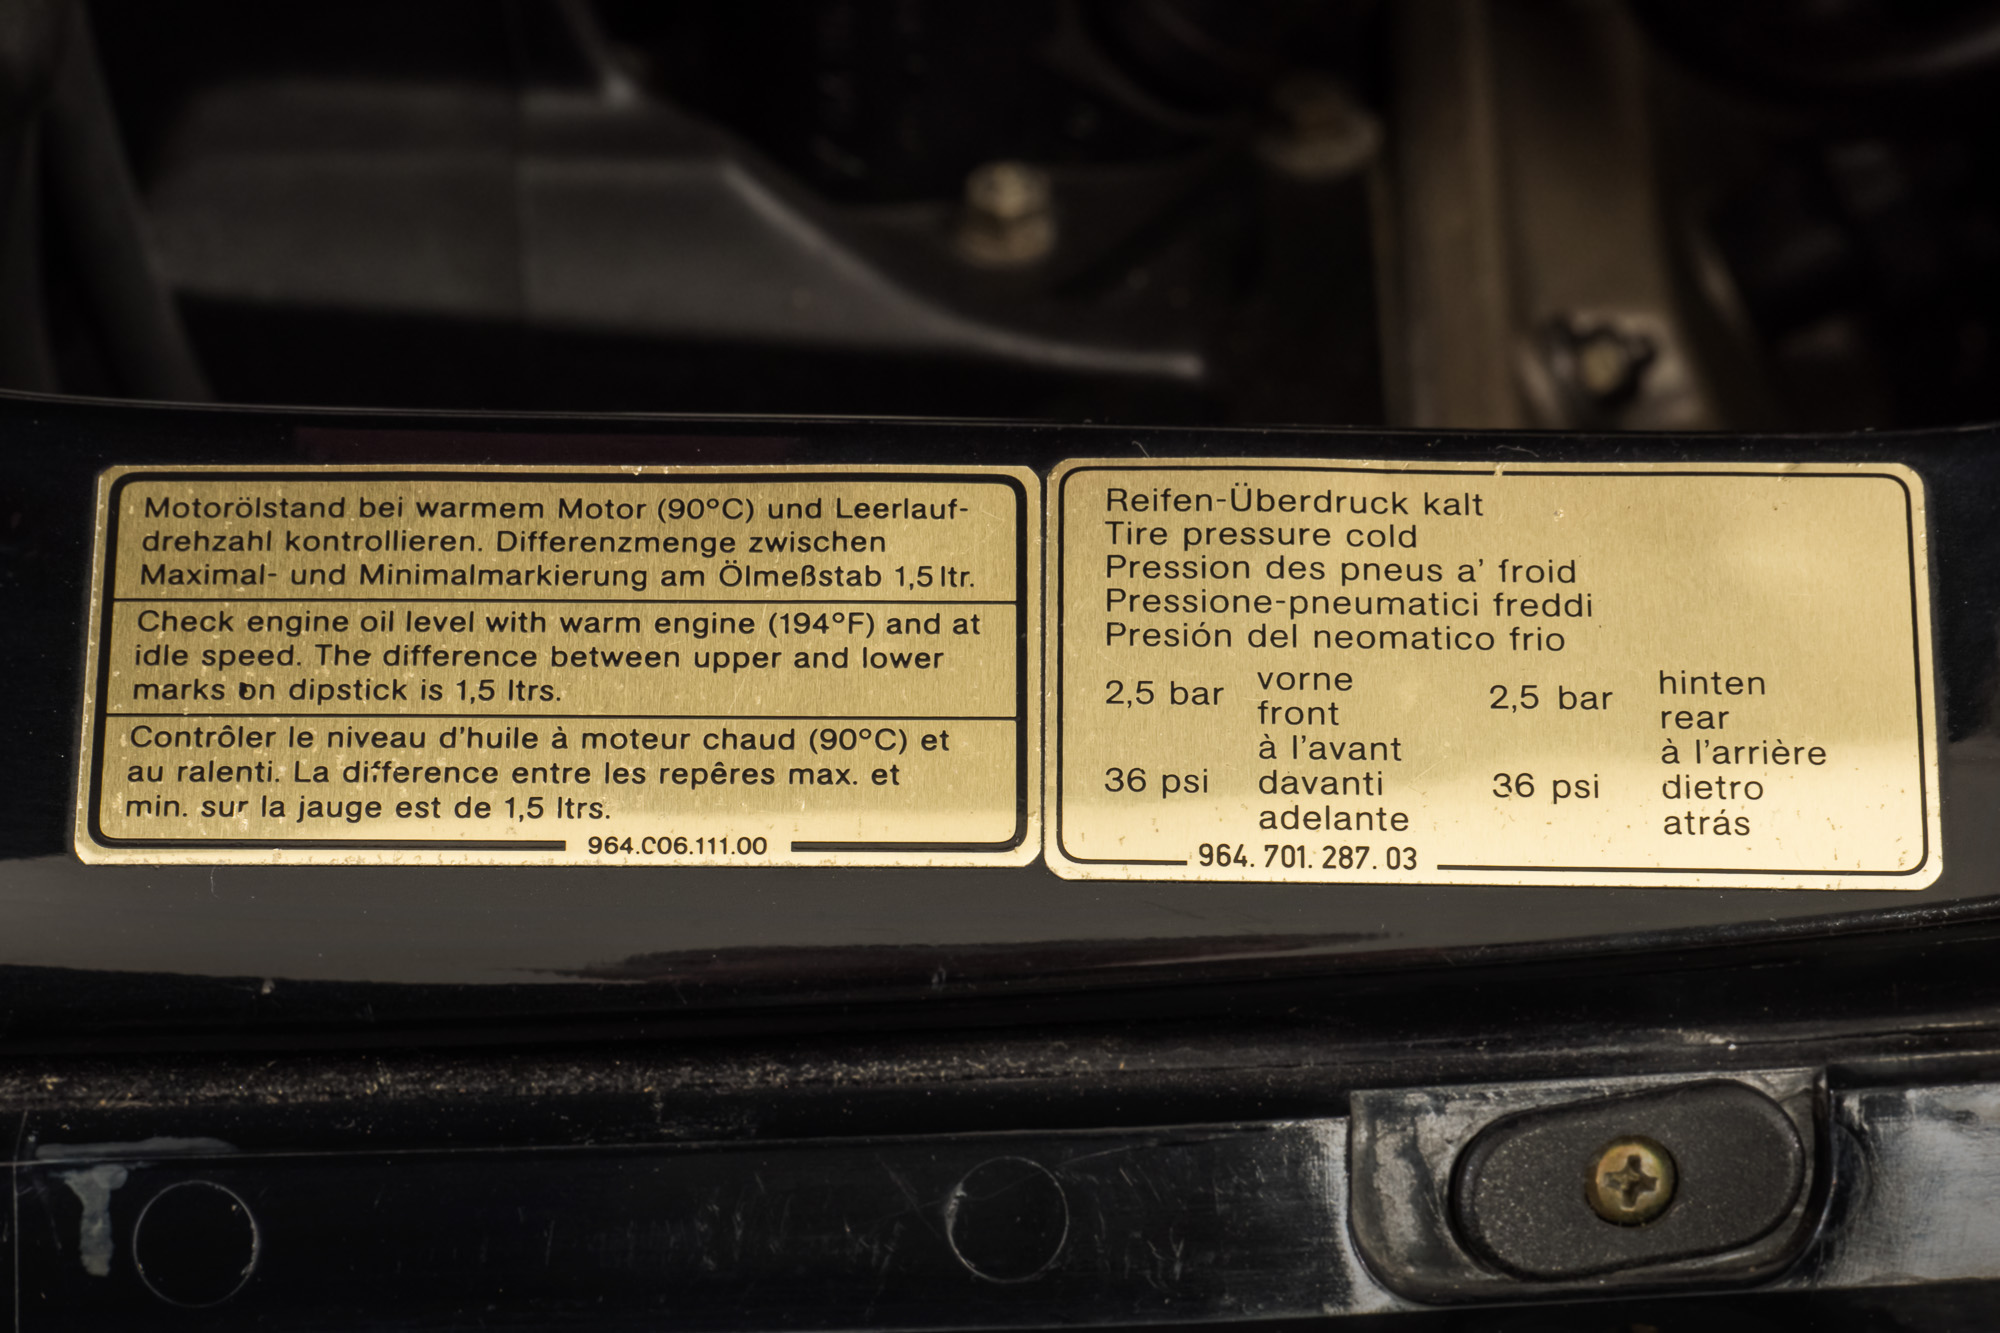 Motorölstand bei warmem Motor (90°C) und Leerlauf-
drehzahl kontrollieren. Differenzmenge zwischen
Maximal- und Minimalmarkierung am Ölmeßstab 1,5 ltr.
Check engine oil level with warm engine (194°F) and at
idle speed. The difference between upper and lower
marks on dipstick is 1,5 ltrs.
Contrôler le niveau d'huile à moteur chaud (90°C) et
au ralenti. La difference entre les repêres max. et
min. sur la jauge est de 1,5 ltrs.
964.006.111.00
Reifen-Überdruck kalt
Tire pressure cold
Pression des pneus a' froid
Pressione-pneumatici freddi
Presión del neomatico frio
2,5 bar
36 psi
vorne
front
à l'avant
davanti
adelante
2,5 bar
36 psi
hinten
rear
à l'arrière
dietro
atrás
964. 701. 287. 03